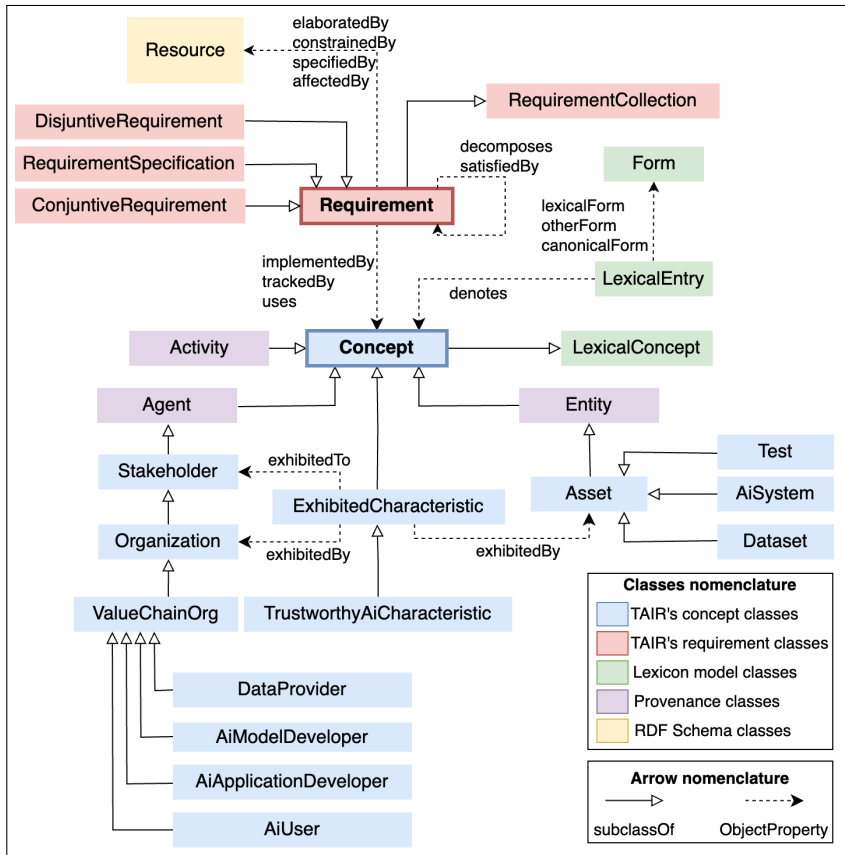 Resource
elaboratedBy
constrainedBy
specifiedBy
affectedBy
RequirementCollection
DisjuntiveRequirement
RequirementSpecification
ConjuntiveRequirement
Requirement
decomposes
satisfiedBy
Form
lexicalForm
otherForm
canonicalForm
LexicalEntry
implementedBy
trackedBy
uses
denotes
Activity
Concept
LexicalConcept
Agent
Entity
Stakeholder
exhibitedTo
ExhibitedCharacteristic
Asset
Test
AiSystem
Dataset
Organization
exhibitedBy
exhibitedBy
ValueChainOrg
TrustworthyAiCharacteristic
DataProvider
AiModelDeveloper
AiApplicationDeveloper
AiUser
Classes nomenclature
TAIR's concept classes
TAIR's requirement classes
Lexicon model classes
Provenance classes
RDF Schema classes
Arrow nomenclature
subclassOf
ObjectProperty